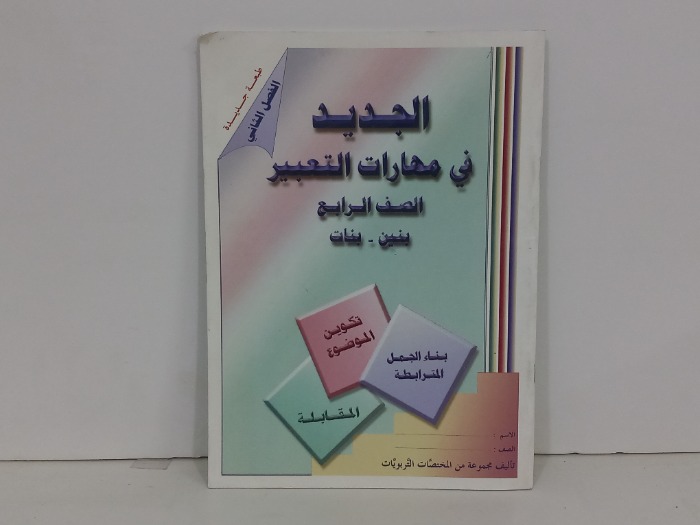 طبعة جديدة
الفصل الثاني
الجديد
في مهارات التعبير
الصف الرابع
بنين - بنات
تكوين
الموضوع
بناء الجمل
المترابطة
المقابلة
الاسم :
الصف :
تأليف مجموعة من المختصات التربويات